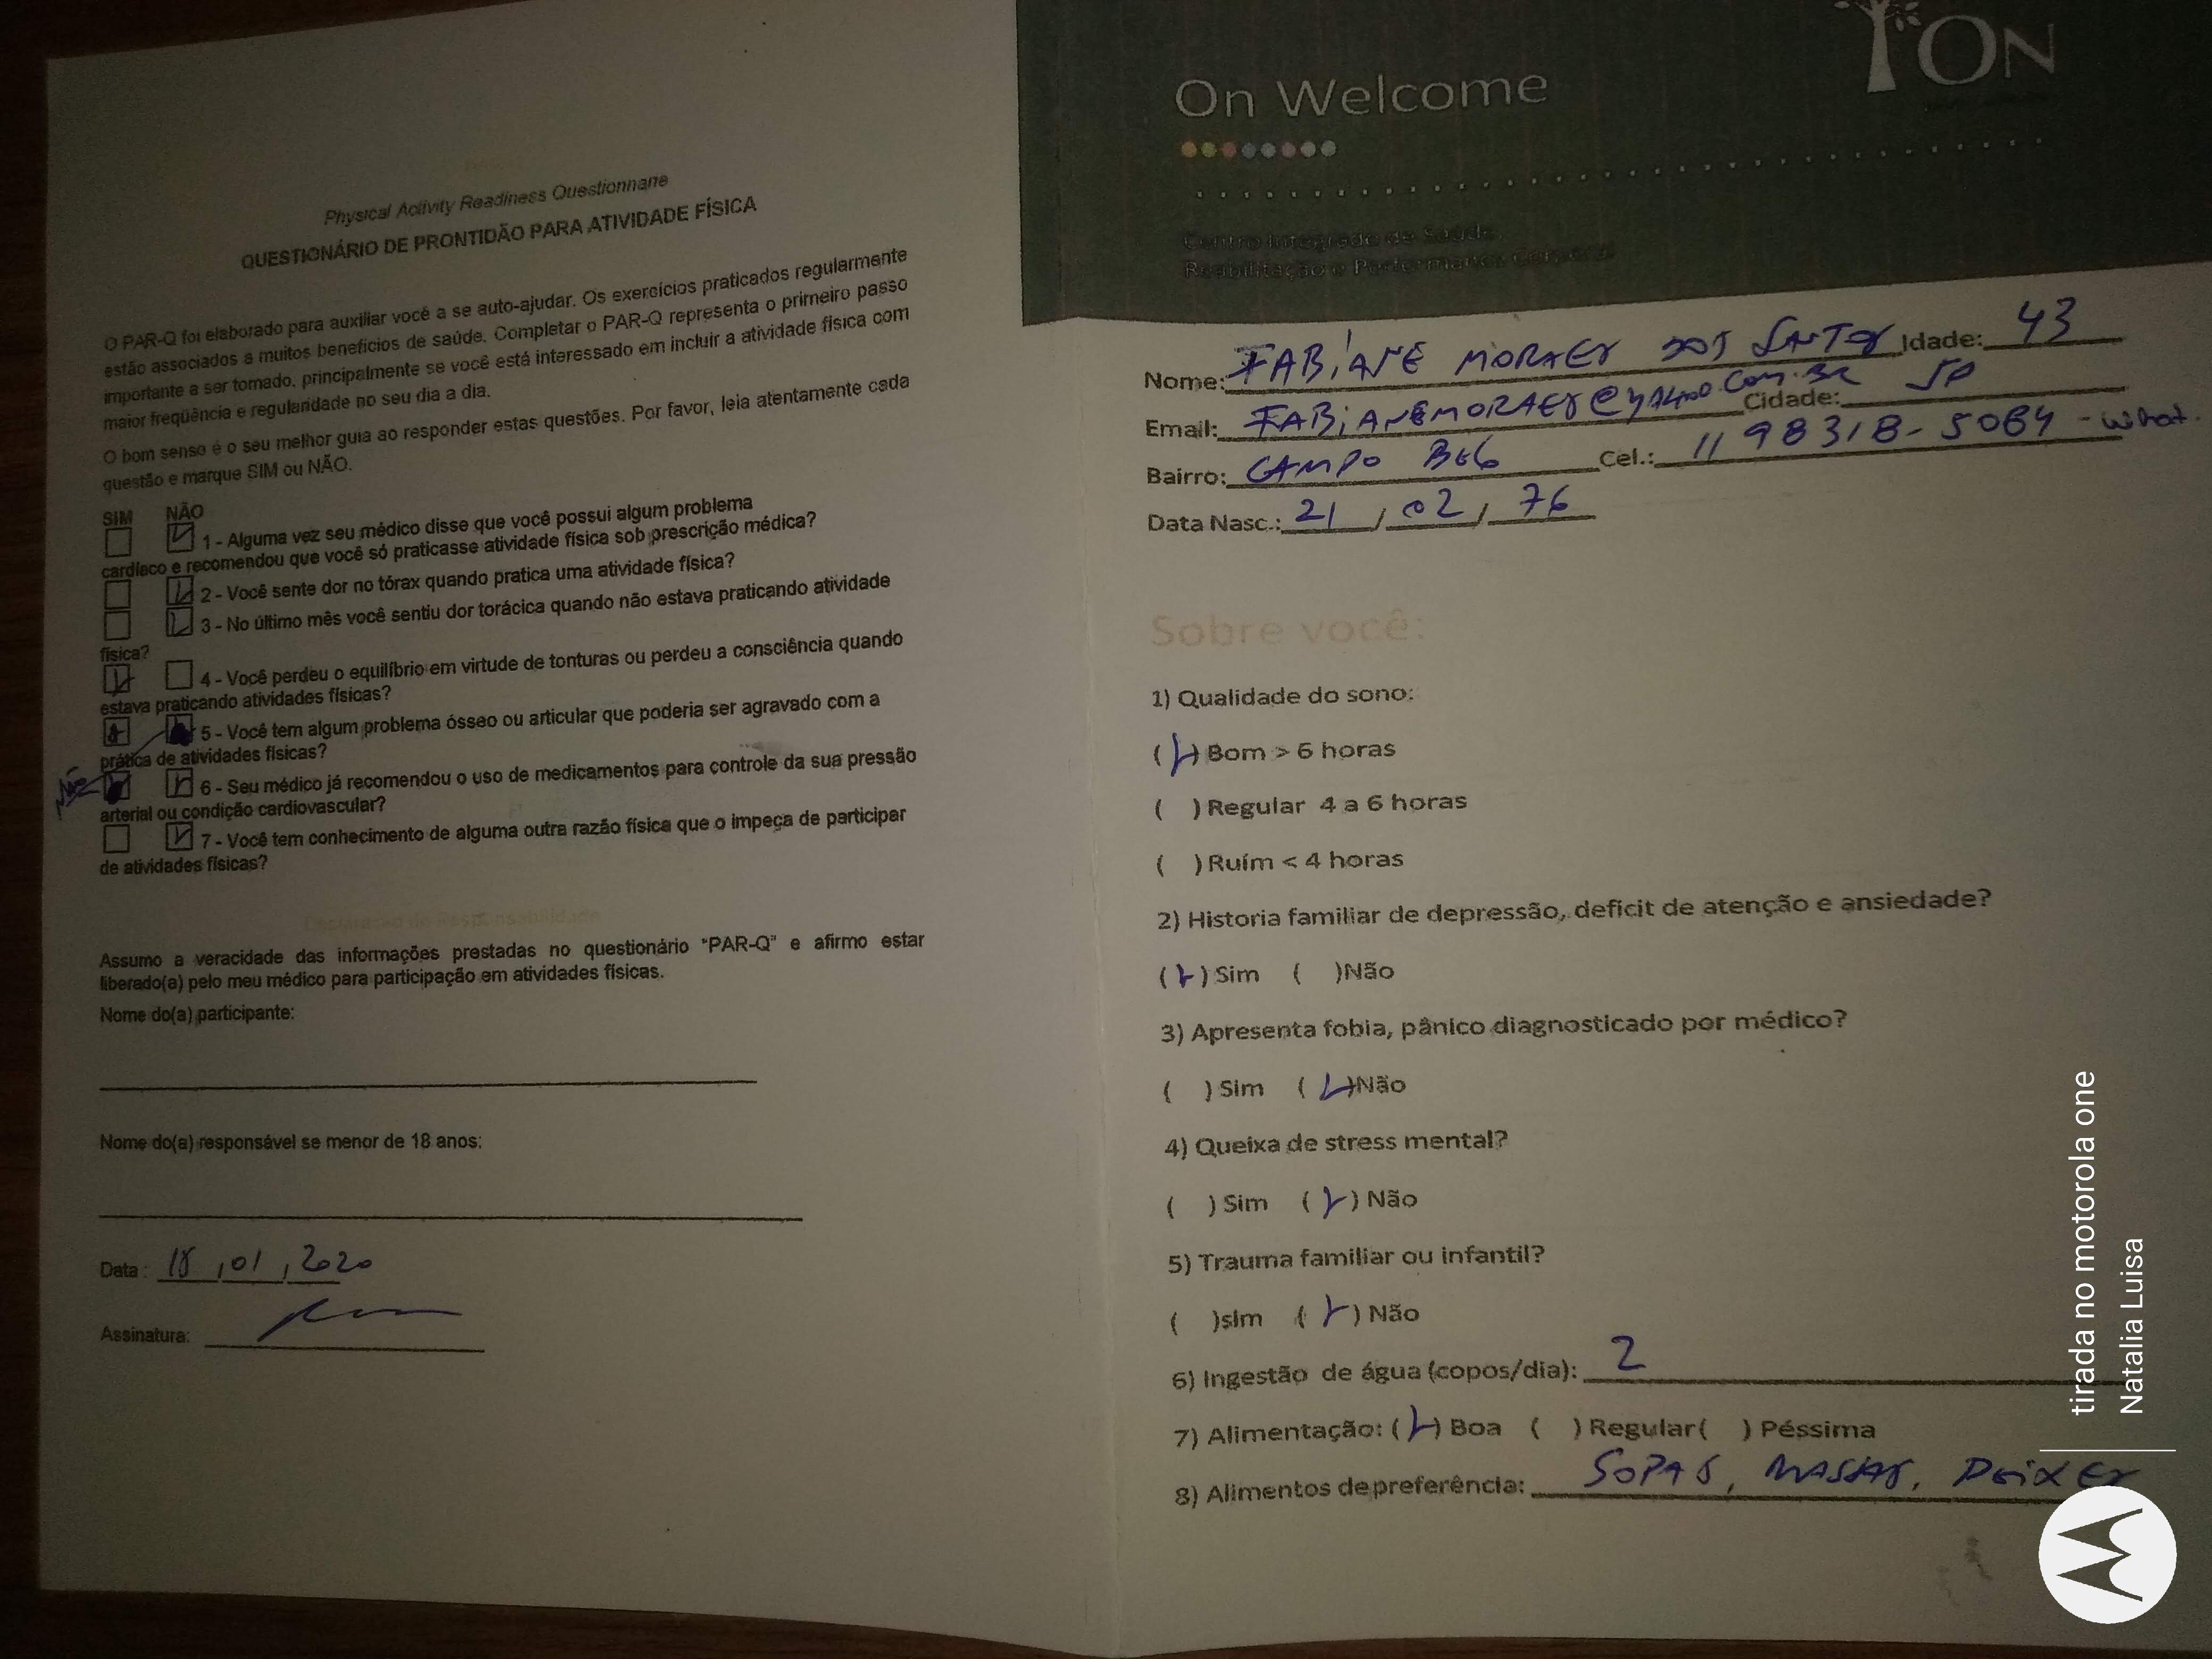 Physical Activity Readiness Questionnaire
QUESTIONÁRIO DE PRONTIDÃO PARA ATIVIDADE FÍSICA
O PAR-Q foi elaborado para auxiliar você a se auto-ajudar. Os exercícios praticados regularmente
estão associados a muitos benefícios de saúde. Completar o PAR-Q representa o primeiro passo
importante a ser tomado, principalmente se você está interessado em incluir a atividade física com
maior freqüência e regularidade no seu dia a dia.
O bom senso é o seu melhor guia ao responder estas questões. Por favor, leia atentamente cada
questão e marque SIM ou NÃO.
SIM NÃO
1 - Alguma vez seu médico disse que você possui algum problema
cardíaco e recomendou que você só praticasse atividade física sob prescrição médica?
2 - Você sente dor no tórax quando pratica uma atividade física?
3 - No último mês você sentiu dor torácica quando não estava praticando atividade
física?
4 - Você perdeu o equilíbrio em virtude de tonturas ou perdeu a consciência quando
estava praticando atividades físicas?
5 - Você tem algum problema ósseo ou articular que poderia ser agravado com a
prática de atividades físicas?
6 - Seu médico já recomendou o uso de medicamentos para controle da sua pressão
arterial ou condição cardiovascular?
7 - Você tem conhecimento de alguma outra razão física que o impeça de participar
de atividades físicas?
Assumo a veracidade das informações prestadas no questionário "PAR-Q" e afirmo estar
liberado(a) pelo meu médico para participação em atividades físicas.
Nome do(a) participante:
Nome do(a) responsável se menor de 18 anos:
Data: 18, 01, 2020
Assinatura:
On Welcome
ON
Nome: FABIANE MORAES DOS SANTOS Idade: 43
Email: FABIANEMORAES@YAHOO.COM.BR Cidade: SP
Bairro: CAMPO BELO Cel.: 11 98318-5084 - What.
Data Nasc.: 21 / 02 / 76
Sobre você:
1) Qualidade do sono:
( ) Bom > 6 horas
( ) Regular 4 a 6 horas
( ) Ruím < 4 horas
2) Historia familiar de depressão, deficit de atenção e ansiedade?
( ) Sim ( )Não
3) Apresenta fobia, pânico diagnosticado por médico?
( ) Sim ( )Não
4) Queixa de stress mental?
( ) Sim ( ) Não
5) Trauma familiar ou infantil?
( )sim ( ) Não
6) Ingestão de água (copos/dia): 2
7) Alimentação: ( ) Boa ( ) Regular( ) Péssima
8) Alimentos de preferência: SOPAS, MASSAS, PEIXES
tirada no motorola one
Natalia Luisa